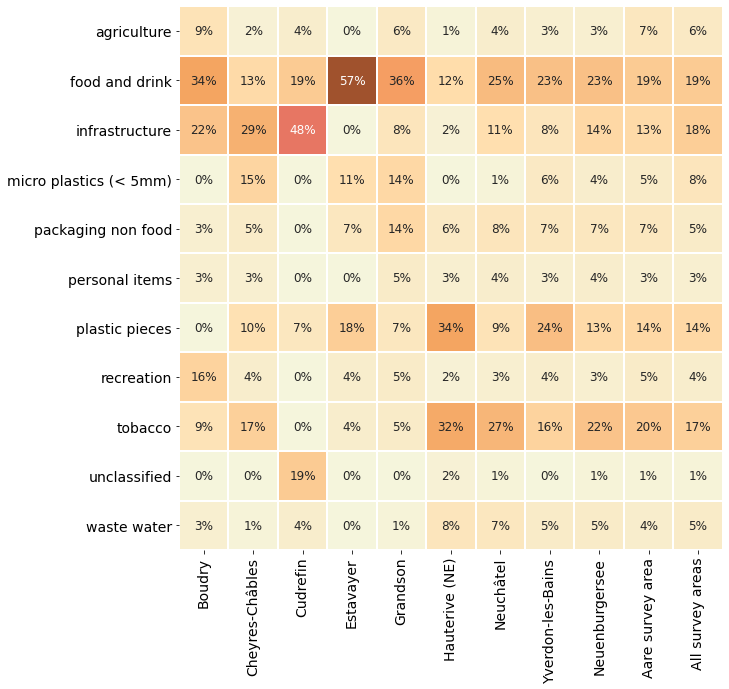 agriculture 9% 2% 4% 0% 6% 1% 4% 3% 3% 7% 6%
food and drink 34% 13% 19% 57% 36% 12% 25% 23% 23% 19% 19%
infrastructure 22% 29% 48% 0% 8% 2% 11% 8% 14% 13% 18%
micro plastics (< 5mm) 0% 15% 0% 11% 14% 0% 1% 6% 4% 5% 8%
packaging non food 3% 5% 0% 7% 14% 6% 8% 7% 7% 7% 5%
personal items 3% 3% 0% 0% 5% 3% 4% 3% 4% 3% 3%
plastic pieces 0% 10% 7% 18% 7% 34% 9% 24% 13% 14% 14%
recreation 16% 4% 0% 4% 5% 2% 3% 4% 3% 5% 4%
tobacco 9% 17% 0% 4% 5% 32% 27% 16% 22% 20% 17%
unclassified 0% 0% 19% 0% 0% 2% 1% 0% 1% 1% 1%
waste water 3% 1% 4% 0% 1% 8% 7% 5% 5% 4% 5%
Boudry
Cheyres-Châbles
Cudrefin
Estavayer
Grandson
Hauterive (NE)
Neuchâtel
Yverdon-les-Bains
Neuenburgersee
Aare survey area
All survey areas